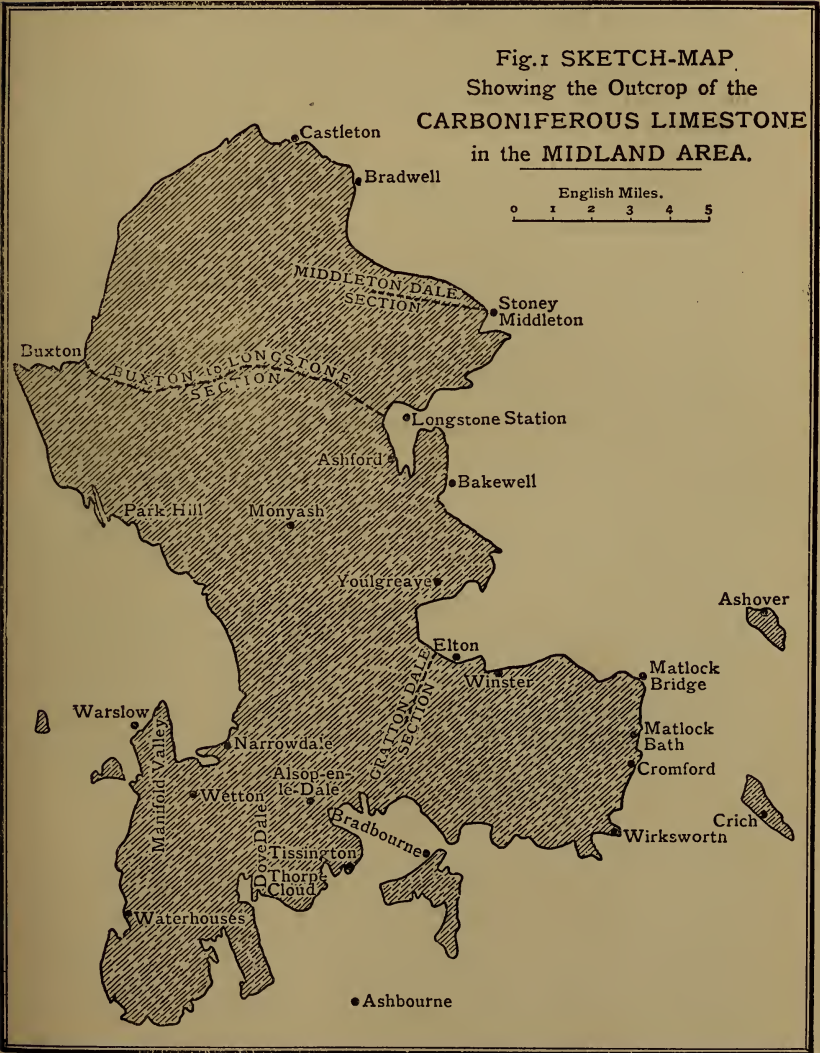 Fig.1 SKETCH-MAP
Showing the Outcrop of the
CARBONIFEROUS LIMESTONE
in the MIDLAND AREA.
English Miles.
0 1 2 3 4 5
Castleton
Bradwell
MIDDLETON DALE
SECTION
Stoney
Middleton
Buxton
BUXTON to LONGSTONE
SECTION
Longstone Station
Ashford
Bakewell
Park Hill
Monyash
Youlgreave
Ashover
Elton
Winster
GRATTON DALE
SECTION
Matlock
Bridge
Warslow
Manifold Valley
Narrowdale
Matlock
Bath
Cromford
Alsop-en-
le-Dale
Wetton
Dove Dale
Bradbourne
Crich
Wirksworth
Tissington
Thorpe
Cloud
Waterhouses
Ashbourne